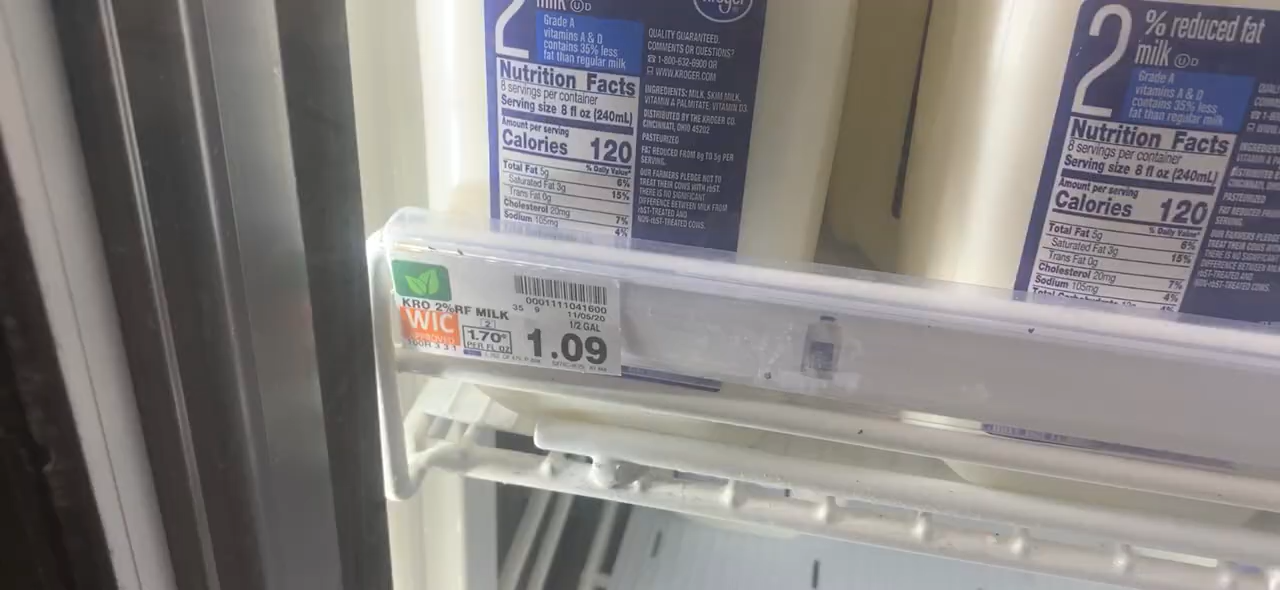 2
milk UD
Grade A
vitamins A & D
contains 35% less
fat than regular milk
Nutrition Facts
8 servings per container
Serving size 8 fl oz (240mL)
Amount per serving
Calories 120
% Daily Value*
Total Fat 5g 6%
Saturated Fat 3g 15%
Trans Fat 0g
Cholesterol 20mg 7%
Sodium 105mg 4%
Kroger
QUALITY GUARANTEED.
COMMENTS OR QUESTIONS?
1-800-632-6900 OR
WWW.KROGER.COM
INGREDIENTS: MILK, SKIM MILK,
VITAMIN A PALMITATE, VITAMIN D3.
DISTRIBUTED BY THE KROGER CO.
CINCINNATI, OHIO 45202
PASTEURIZED
FAT REDUCED FROM 8g TO 5g PER
SERVING.
OUR FARMERS PLEDGE NOT TO
TREAT THEIR COWS WITH rbST.
THERE IS NO SIGNIFICANT
DIFFERENCE BETWEEN MILK FROM
rbST-TREATED AND
NON-rbST-TREATED COWS.
2% reduced fat
milk UD
Grade A
vitamins A & D
contains 35% less
fat than regular milk
Nutrition Facts
8 servings per container
Serving size 8 fl oz (240mL)
Amount per serving
Calories 120
% Daily Value*
Total Fat 5g 6%
Saturated Fat 3g 15%
Trans Fat 0g
Cholesterol 20mg 7%
Sodium 105mg 4%
PASTEURIZED
SERVING.
KRO 2%RF MILK
35 9
0001111041600
11/05/20
1/2 GAL
WIC
2
1.70¢
PER FL OZ
1.09